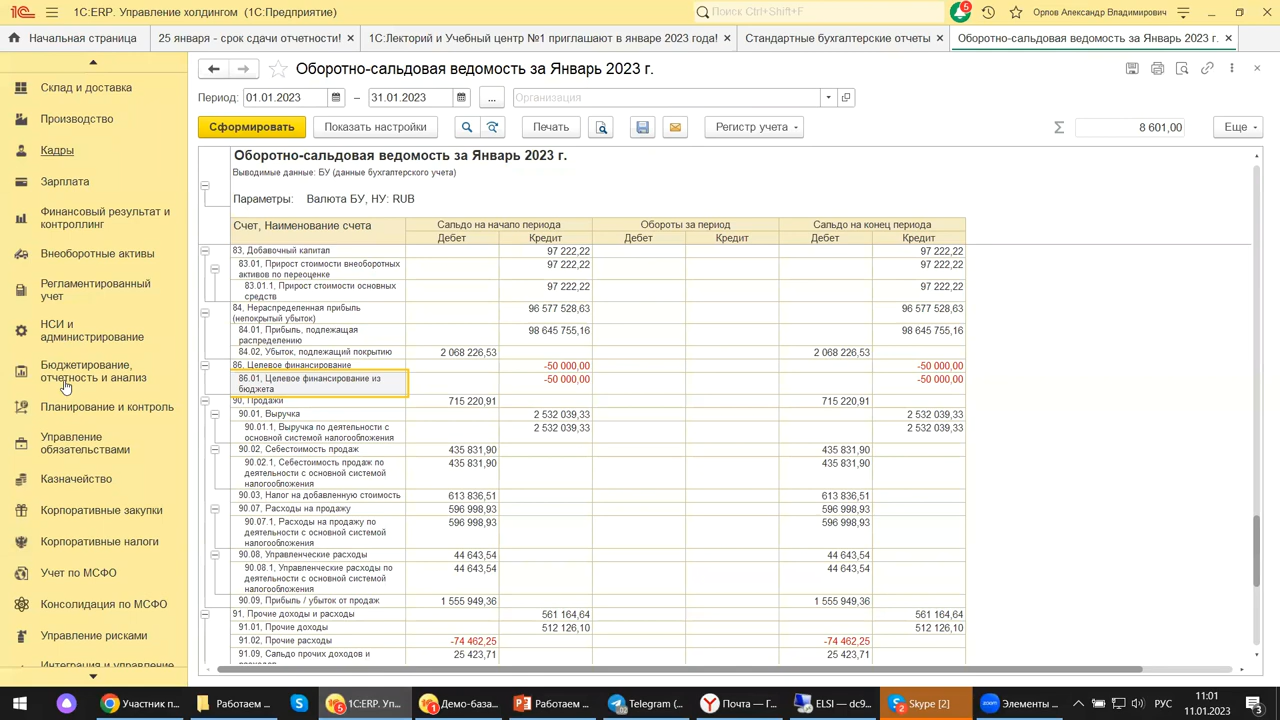 1С:ERP. Управление холдингом (1С:Предприятие)
Поиск Ctrl+Shift+F
5
Орлов Александр Владимирович
Начальная страница
25 января - срок сдачи отчетности!
1С:Лекторий и Учебный центр №1 приглашают в январе 2023 года!
Стандартные бухгалтерские отчеты
Оборотно-сальдовая ведомость за Январь 2023 г.
Склад и доставка
Производство
Кадры
Зарплата
Финансовый результат и
контроллинг
Внеоборотные активы
Регламентированный
учет
НСИ и
администрирование
Бюджетирование,
отчетность и анализ
Планирование и контроль
Управление
обязательствами
Казначейство
Корпоративные закупки
Корпоративные налоги
Учет по МСФО
Консолидация по МСФО
Управление рисками
Интеграция и управление
Оборотно-сальдовая ведомость за Январь 2023 г.
Период: 01.01.2023 – 31.01.2023 ... Организация
Сформировать Показать настройки Печать Регистр учета Σ 8 601,00 Еще
Оборотно-сальдовая ведомость за Январь 2023 г.
Выводимые данные: БУ (данные бухгалтерского учета)
Параметры: Валюта БУ, НУ: RUB
Счет, Наименование счета Сальдо на начало периода Обороты за период Сальдо на конец периода
Дебет Кредит Дебет Кредит Дебет Кредит
83, Добавочный капитал 97 222,22 97 222,22
83.01, Прирост стоимости внеоборотных 97 222,22 97 222,22
активов по переоценке
83.01.1, Прирост стоимости основных 97 222,22 97 222,22
средств
84, Нераспределенная прибыль 96 577 528,63 96 577 528,63
(непокрытый убыток)
84.01, Прибыль, подлежащая 98 645 755,16 98 645 755,16
распределению
84.02, Убыток, подлежащий покрытию 2 068 226,53 2 068 226,53
86, Целевое финансирование -50 000,00 -50 000,00
86.01, Целевое финансирование из -50 000,00 -50 000,00
бюджета
90, Продажи 715 220,91 715 220,91
90.01, Выручка 2 532 039,33 2 532 039,33
90.01.1, Выручка по деятельности с 2 532 039,33 2 532 039,33
основной системой налогообложения
90.02, Себестоимость продаж 435 831,90 435 831,90
90.02.1, Себестоимость продаж по 435 831,90 435 831,90
деятельности с основной системой
налогообложения
90.03, Налог на добавленную стоимость 613 836,51 613 836,51
90.07, Расходы на продажу 596 998,93 596 998,93
90.07.1, Расходы на продажу по 596 998,93 596 998,93
деятельности с основной системой
налогообложения
90.08, Управленческие расходы 44 643,54 44 643,54
90.08.1, Управленческие расходы по 44 643,54 44 643,54
деятельности с основной системой
налогообложения
90.09, Прибыль / убыток от продаж 1 555 949,36 1 555 949,36
91, Прочие доходы и расходы 561 164,64 561 164,64
91.01, Прочие доходы 512 126,10 512 126,10
91.02, Прочие расходы -74 462,25 -74 462,25
91.09, Сальдо прочих доходов и 25 423,71 25 423,71
Участник п...
Работаем ...
1С:ERP. Уп...
Демо-база...
Работаем ...
Telegram (...
Почта — Г...
ELSI — dc9...
Skype [2]
Элементы ...
РУС
11:01
11.01.2023
3